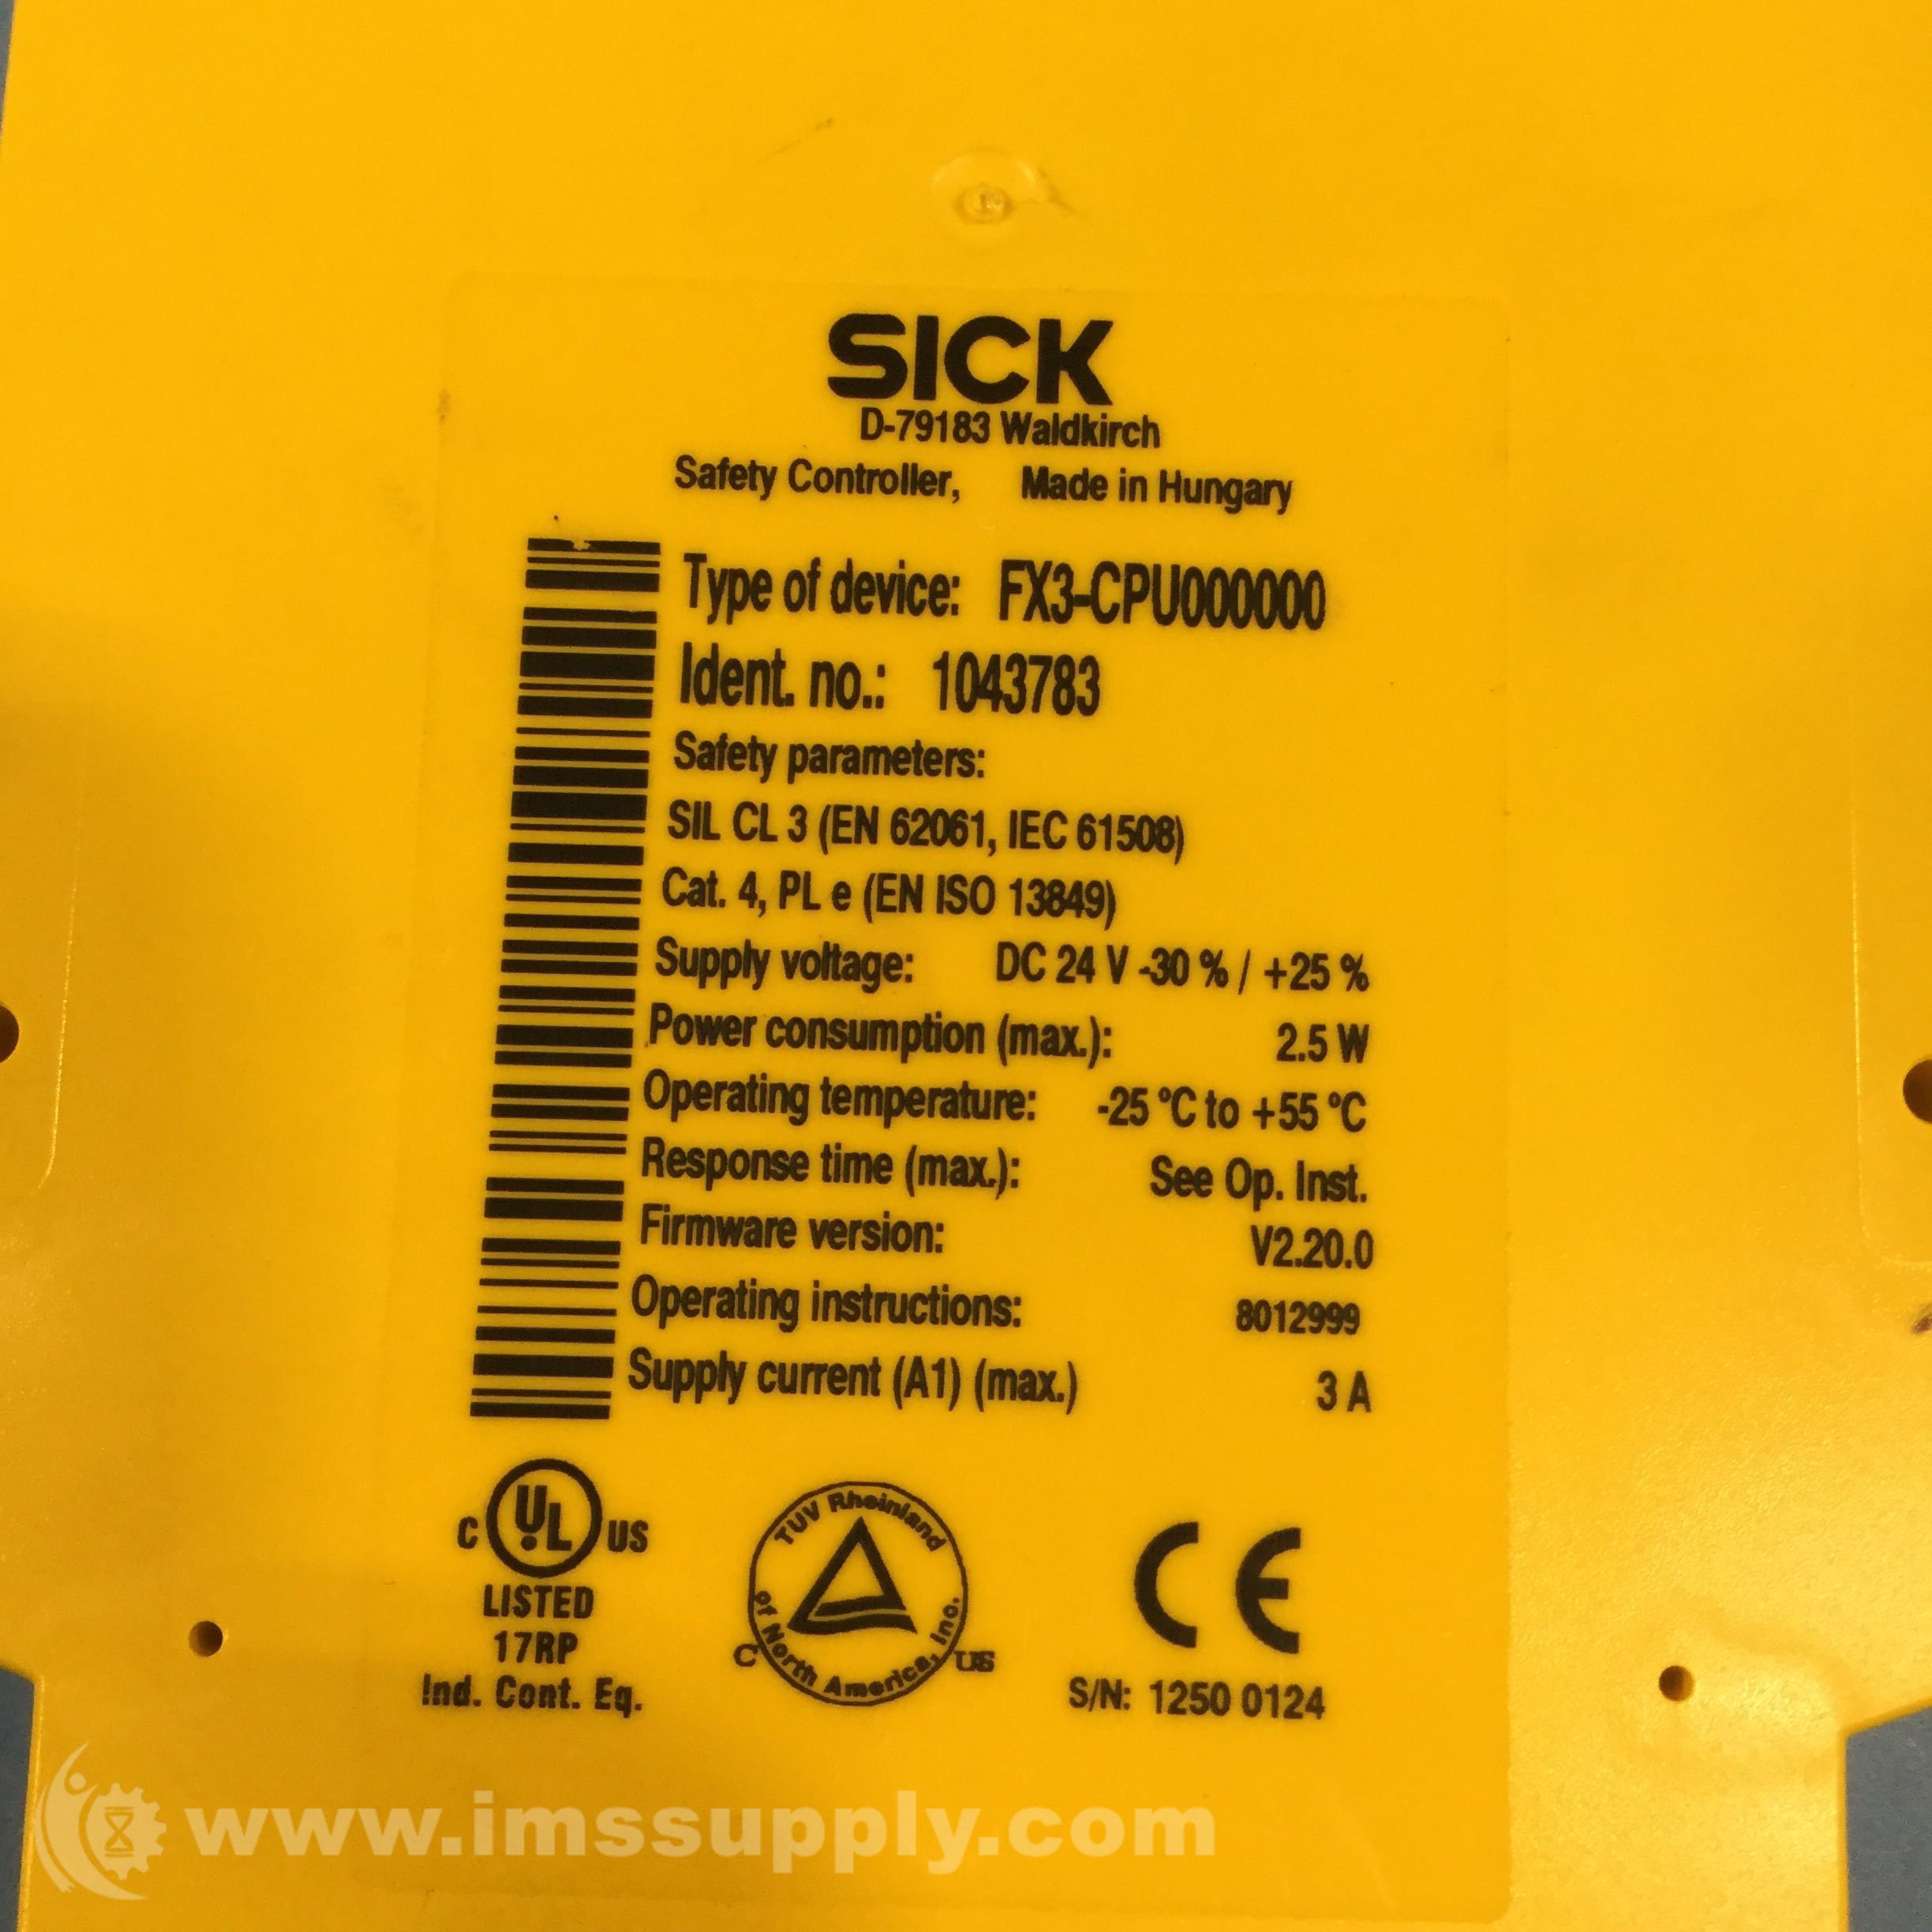 SICK
D-79183 Waldkirch
Safety Controller, Made in Hungary
Type of device: FX3-CPU000000
Ident. no.: 1043783
Safety parameters:
SIL CL 3 (EN 62061, IEC 61508)
Cat. 4, PL e (EN ISO 13849)
Supply voltage: DC 24 V -30 % / +25 %
Power consumption (max.): 2.5 W
Operating temperature: -25 °C to +55 °C
Response time (max.): See Op. Inst.
Firmware version: V2.20.0
Operating instructions: 8012999
Supply current (A1) (max.) 3 A
C UL US
LISTED
17RP
Ind. Cont. Eq.
TUV Rheinland
of North America, Inc.
C US
CE
S/N: 1250 0124
www.imssupply.com